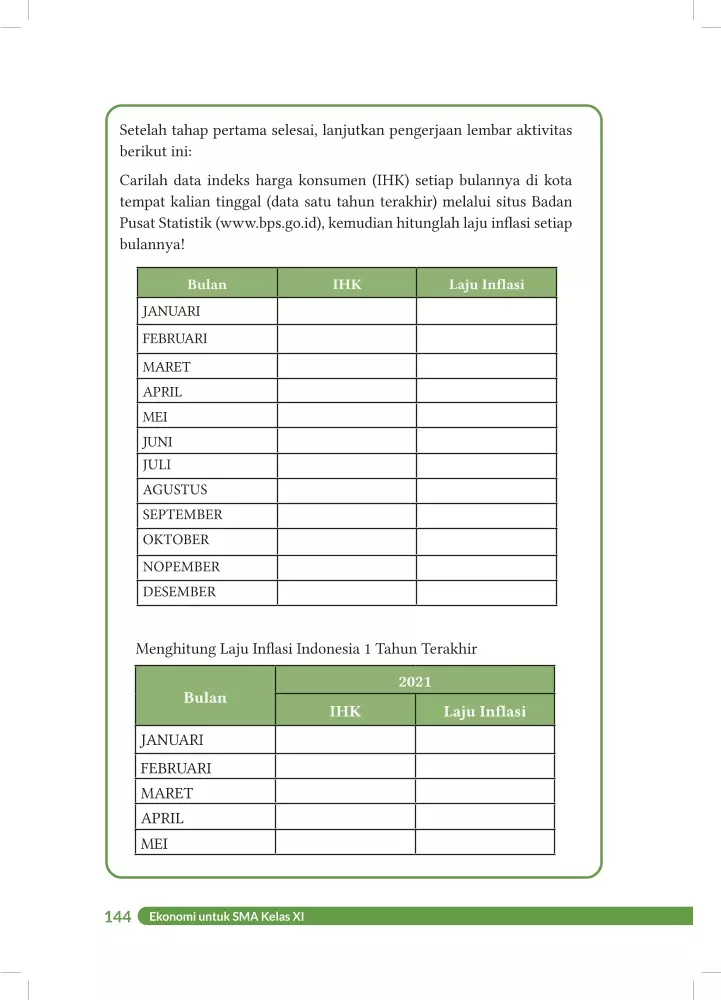 Setelah tahap pertama selesai, lanjutkan pengerjaan lembar aktivitas
berikut ini:
Carilah data indeks harga konsumen (IHK) setiap bulannya di kota
tempat kalian tinggal (data satu tahun terakhir) melalui situs Badan
Pusat Statistik (www.bps.go.id), kemudian hitunglah laju inflasi setiap
bulannya!
Bulan IHK Laju Inflasi
JANUARI
FEBRUARI
MARET
APRIL
MEI
JUNI
JULI
AGUSTUS
SEPTEMBER
OKTOBER
NOPEMBER
DESEMBER
Menghitung Laju Inflasi Indonesia 1 Tahun Terakhir
Bulan 2021
IHK Laju Inflasi
JANUARI
FEBRUARI
MARET
APRIL
MEI
144 Ekonomi untuk SMA Kelas XI